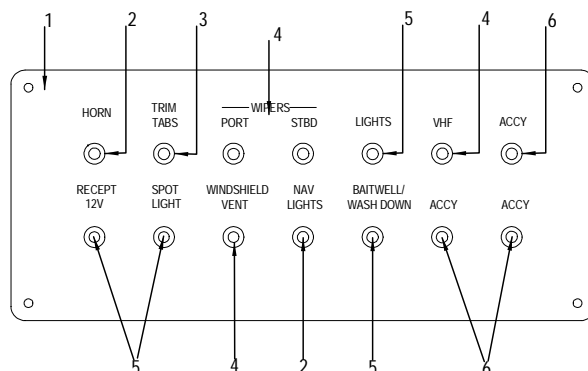 1 2 3 4 5 4 6
HORN TRIM TABS WIPERS PORT STBD LIGHTS VHF ACCY
RECEPT 12V SPOT LIGHT WINDSHIELD VENT NAV LIGHTS BAITWELL/ WASH DOWN ACCY ACCY
5 4 2 5 6